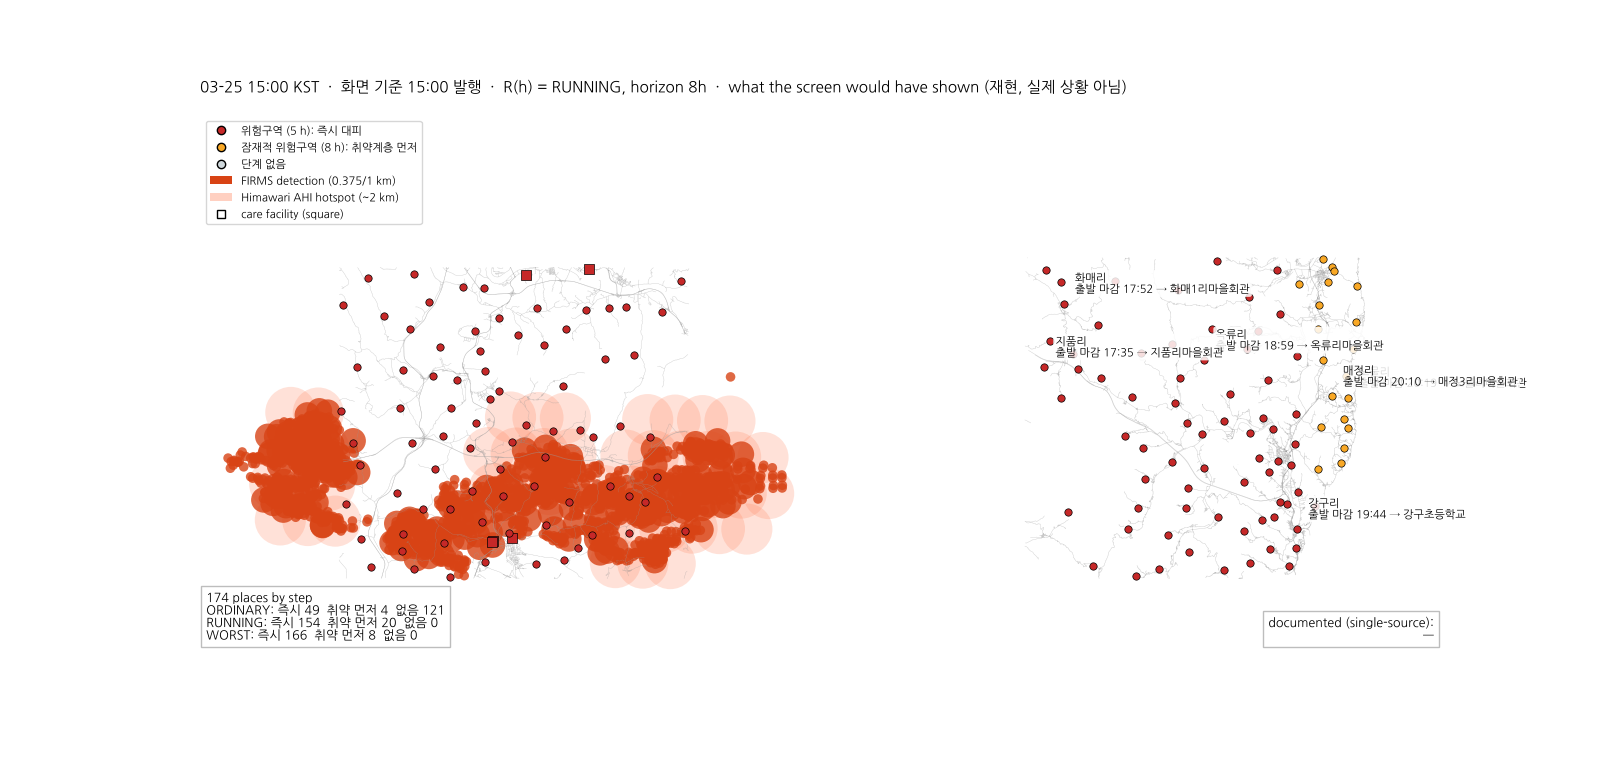 03-25 15:00 KST · 화면 기준 15:00 발행 · R(h) = RUNNING, horizon 8h · what the screen would have shown (재현, 실제 상황 아님)
위험구역 (5 h): 즉시 대피
잠재적 위험구역 (8 h): 취약계층 먼저
단계 없음
FIRMS detection (0.375/1 km)
Himawari AHI hotspot (~2 km)
care facility (square)
화매리
출발 마감 17:52 → 화매1리마을회관
지품리
출발 마감 17:35 → 지품리마을회관
옥류리
발 마감 18:59 → 옥류리마을회관
매정리
출발 마감 20:10 → 매정3리마을회관
강구리
출발 마감 19:44 → 강구초등학교
174 places by step
ORDINARY: 즉시 49 취약 먼저 4 없음 121
RUNNING: 즉시 154 취약 먼저 20 없음 0
WORST: 즉시 166 취약 먼저 8 없음 0
documented (single-source):
—